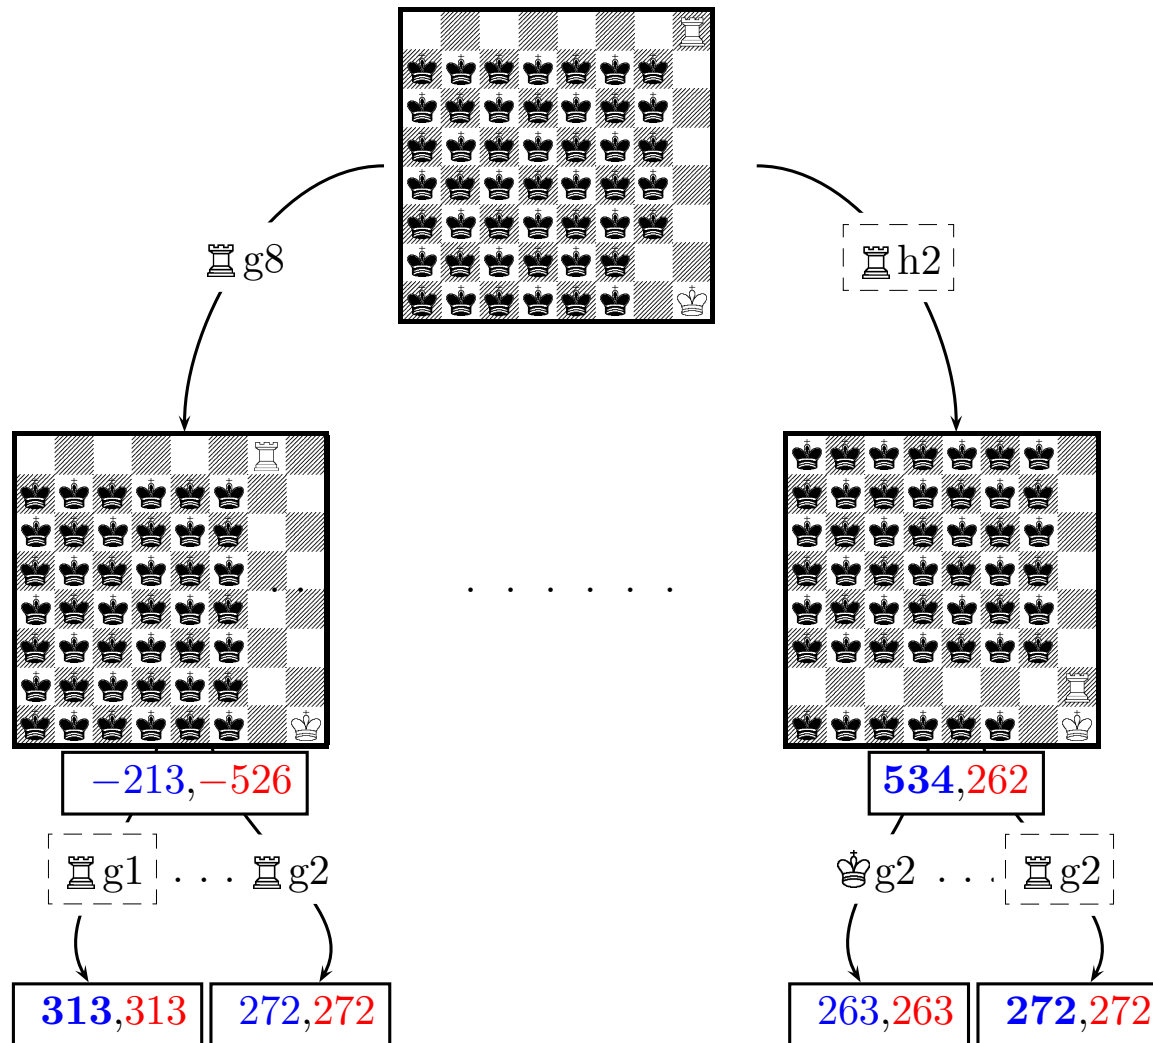 ♖g8
♖h2
. .
. . . . . .
−213,−526
534,262
♖g1 . . . ♖g2
♔g2 . . . ♖g2
313,313
272,272
263,263
272,272